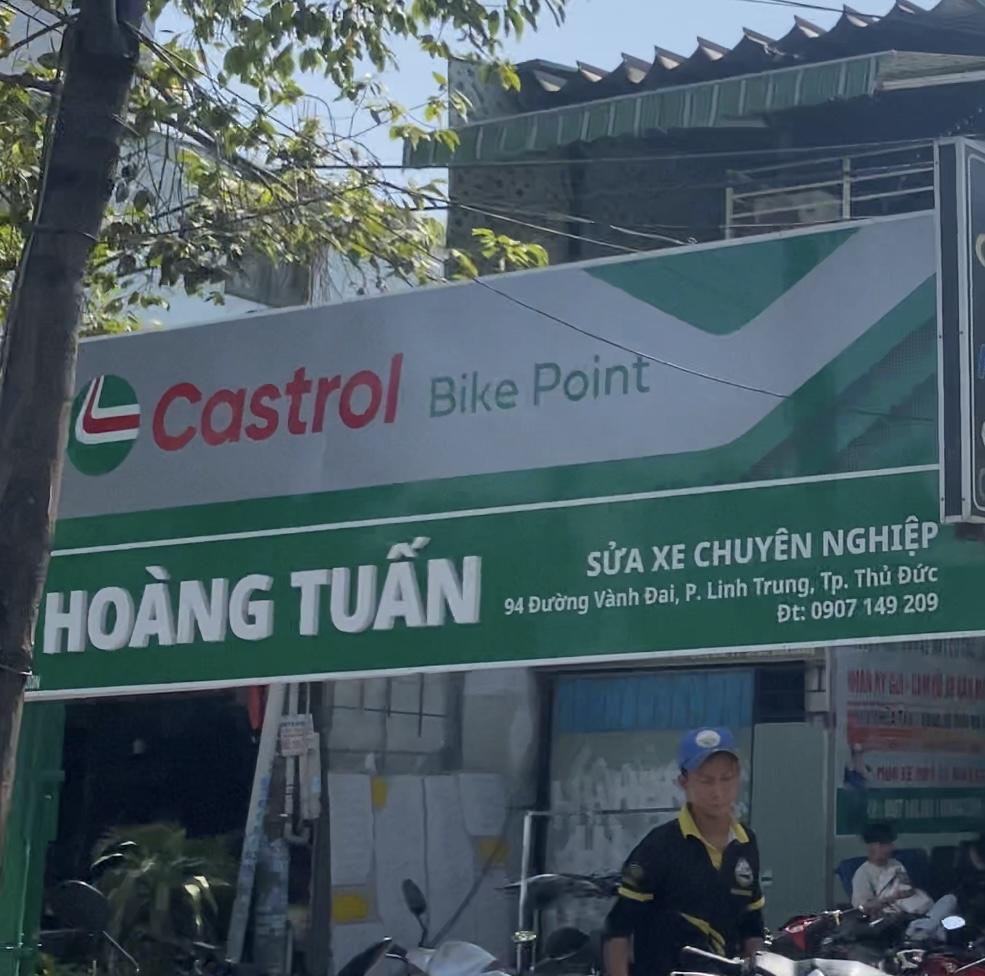 Castrol Bike Point
HOÀNG TUẤN
SỬA XE CHUYÊN NGHIỆP
94 Đường Vành Đai, P. Linh Trung, Tp. Thủ Đức
Đt: 0907 149 209